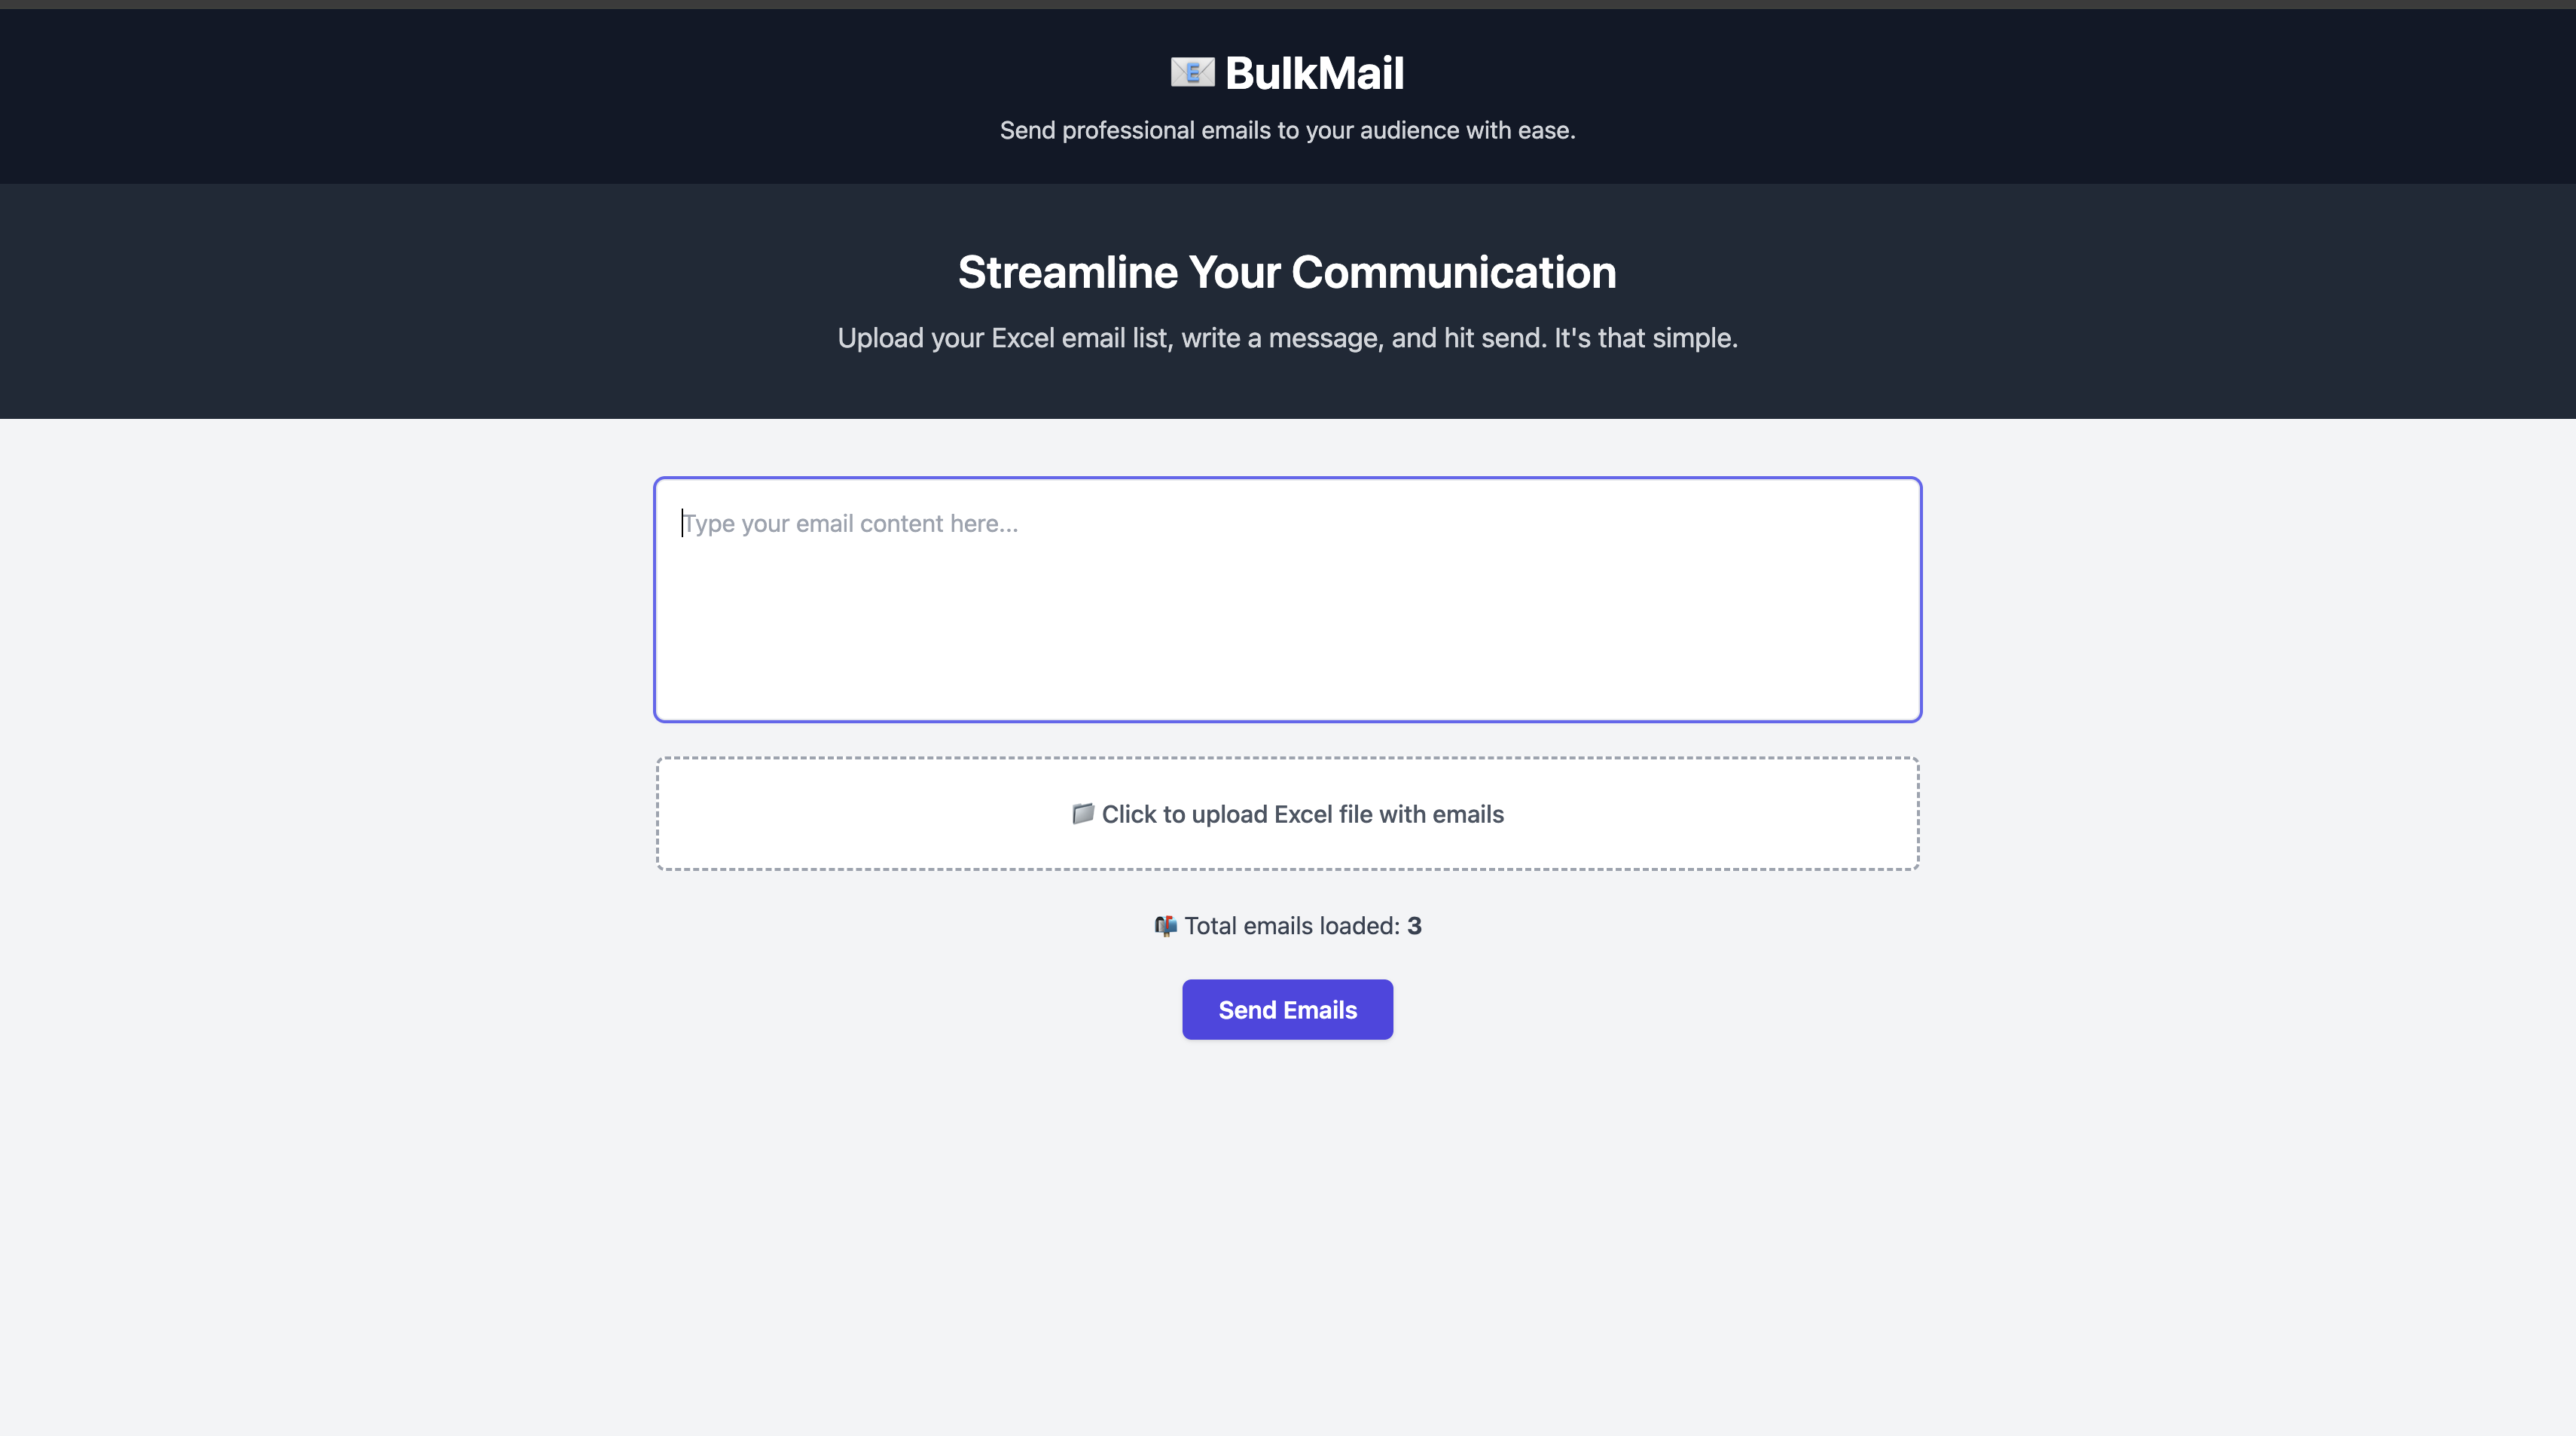 📧 BulkMail
Send professional emails to your audience with ease.
Streamline Your Communication
Upload your Excel email list, write a message, and hit send. It's that simple.
Type your email content here...
📁 Click to upload Excel file with emails
📬 Total emails loaded: 3
Send Emails